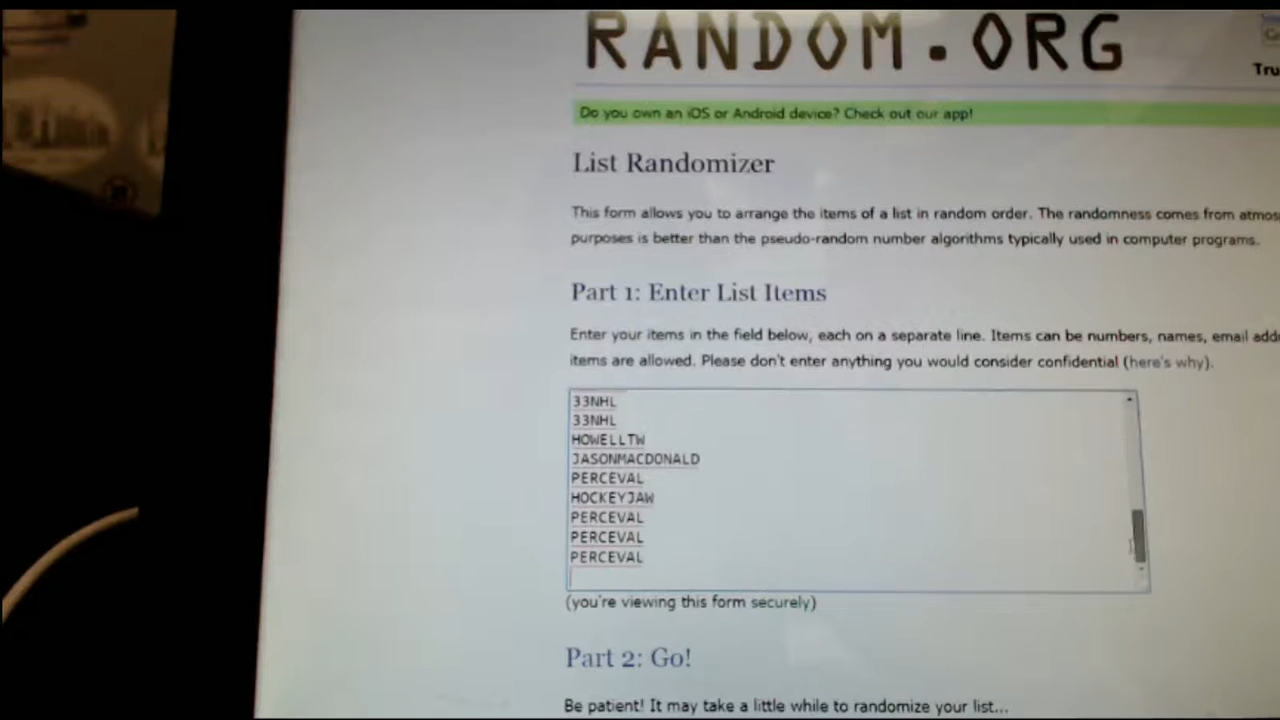 RANDOM.ORG
Do you own an iOS or Android device? Check out our app!
List Randomizer
This form allows you to arrange the items of a list in random order. The randomness comes from
purposes is better than the pseudo-random number algorithms typically used in computer programs.
Part 1: Enter List Items
Enter your items in the field below, each on a separate line. Items can be numbers, names, email
items are allowed. Please don't enter anything you would consider confidential (here's why).
33NHL
33NHL
HOWELLTW
JASONMACDONALD
PERCEVAL
HOCKEYJAW
PERCEVAL
PERCEVAL
PERCEVAL
(you're viewing this form securely)
Part 2: Go!
Be patient! It may take a little while to randomize your list...